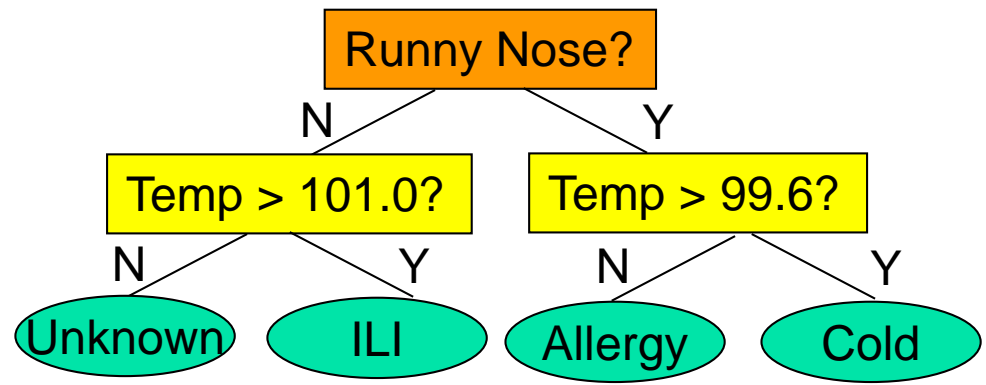 Runny Nose?
N
Y
Temp > 101.0?
Temp > 99.6?
N
Y
N
Y
Unknown
ILI
Allergy
Cold